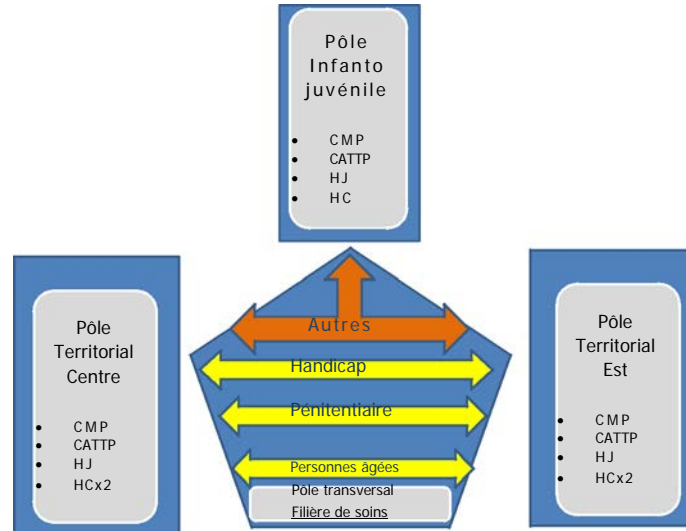 Pôle
Infanto
juvénile
• CMP
• CATTP
• HJ
• HC
Pôle
Territorial
Centre
• CMP
• CATTP
• HJ
• HCx2
Autres
Handicap
Pénitentiaire
Personnes âgées
Pôle transversal
Filière de soins
Pôle
Territorial
Est
• CMP
• CATTP
• HJ
• HCx2